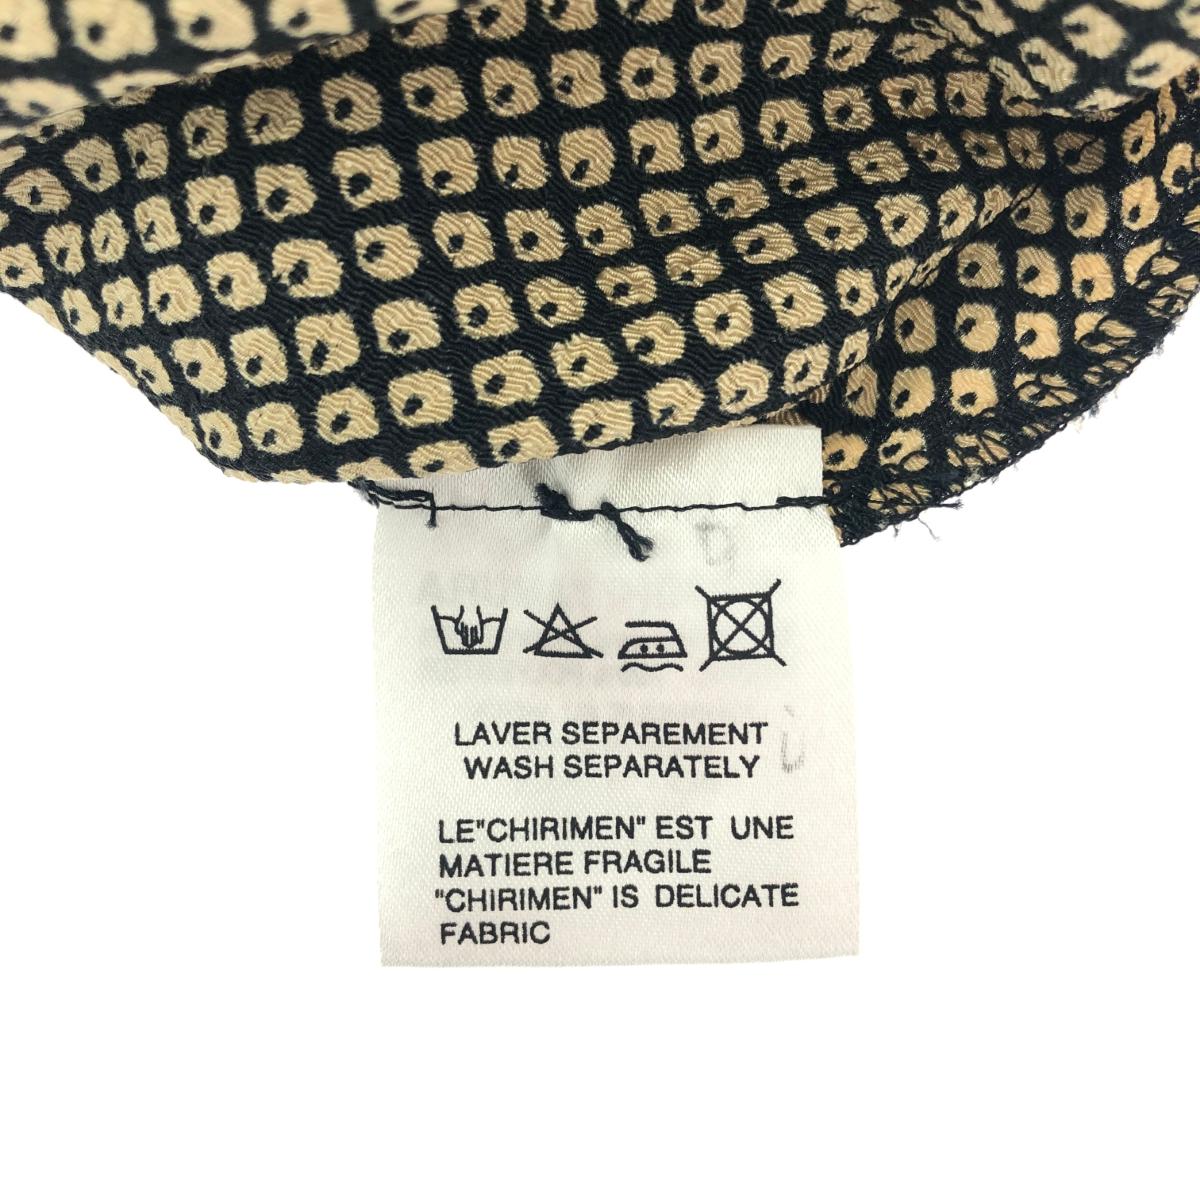 LAVER SEPAREMENT
WASH SEPARATELY
LE"CHIRIMEN" EST UNE
MATIERE FRAGILE
"CHIRIMEN" IS DELICATE
FABRIC